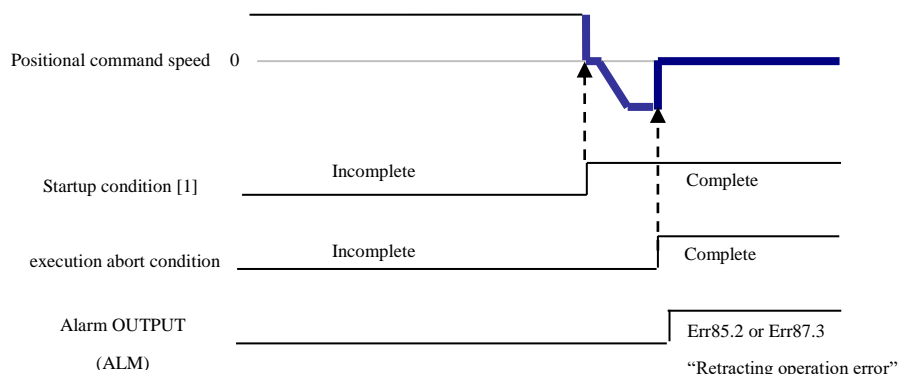 Positional command speed 0
Incomplete
Startup condition [1]
Complete
Incomplete
Complete
execution abort condition
Alarm OUTPUT
(ALM)
Err85.2 or Err87.3
“Retracting operation error”